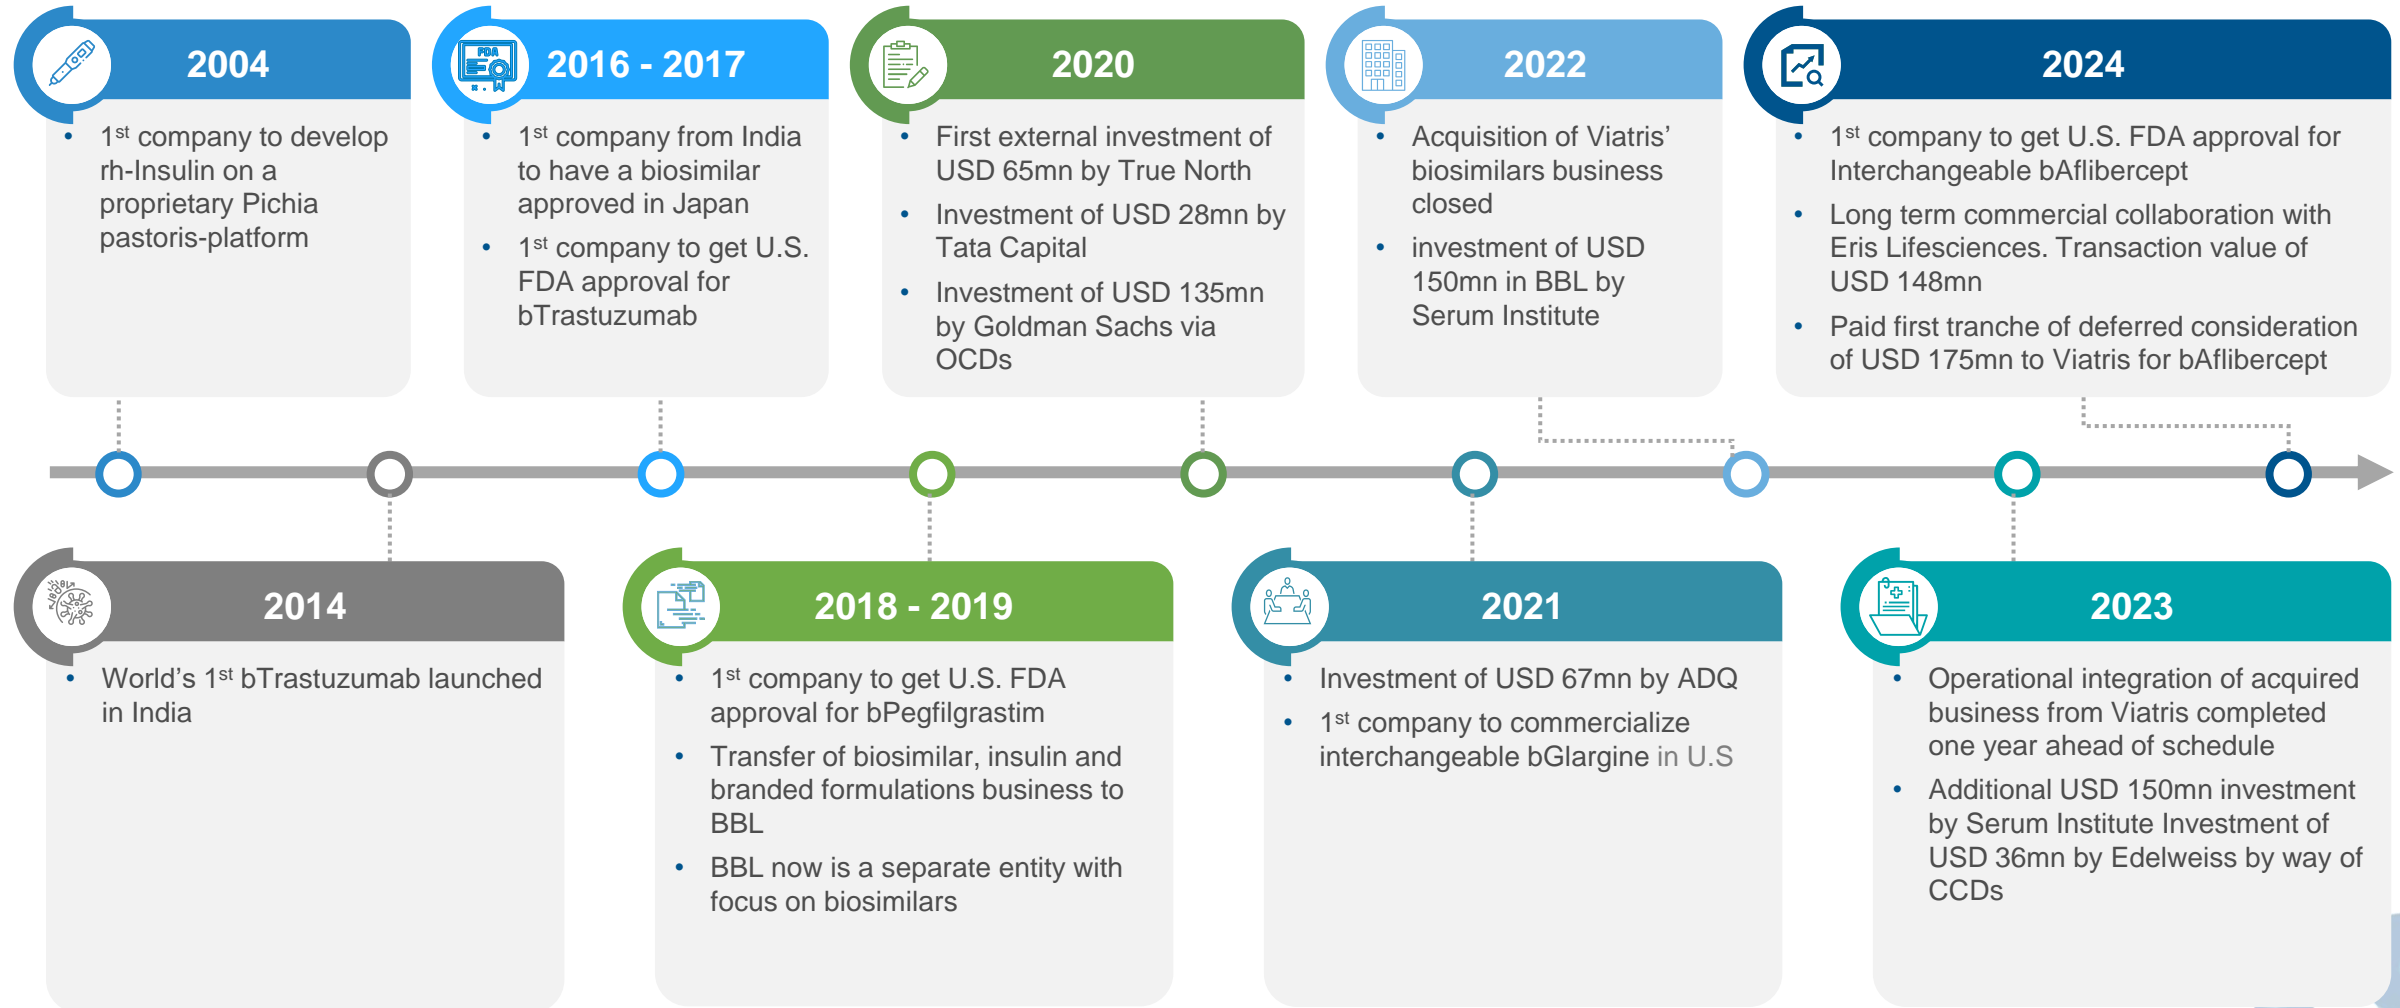 2004
• 1st company to develop
rh-Insulin on a
proprietary Pichia
pastoris-platform
FDA
2016 - 2017
• 1st company from India
to have a biosimilar
approved in Japan
• 1st company to get U.S.
FDA approval for
bTrastuzumab
2020
• First external investment of
USD 65mn by True North
• Investment of USD 28mn by
Tata Capital
• Investment of USD 135mn
by Goldman Sachs via
OCDs
2022
• Acquisition of Viatris’
biosimilars business
closed
• investment of USD
150mn in BBL by
Serum Institute
2024
• 1st company to get U.S. FDA approval for
Interchangeable bAflibercept
• Long term commercial collaboration with
Eris Lifesciences. Transaction value of
USD 148mn
• Paid first tranche of deferred consideration
of USD 175mn to Viatris for bAflibercept
2014
• World’s 1st bTrastuzumab launched
in India
2018 - 2019
• 1st company to get U.S. FDA
approval for bPegfilgrastim
• Transfer of biosimilar, insulin and
branded formulations business to
BBL
• BBL now is a separate entity with
focus on biosimilars
2021
• Investment of USD 67mn by ADQ
• 1st company to commercialize
interchangeable bGlargine in U.S
2023
• Operational integration of acquired
business from Viatris completed
one year ahead of schedule
• Additional USD 150mn investment
by Serum Institute Investment of
USD 36mn by Edelweiss by way of
CCDs